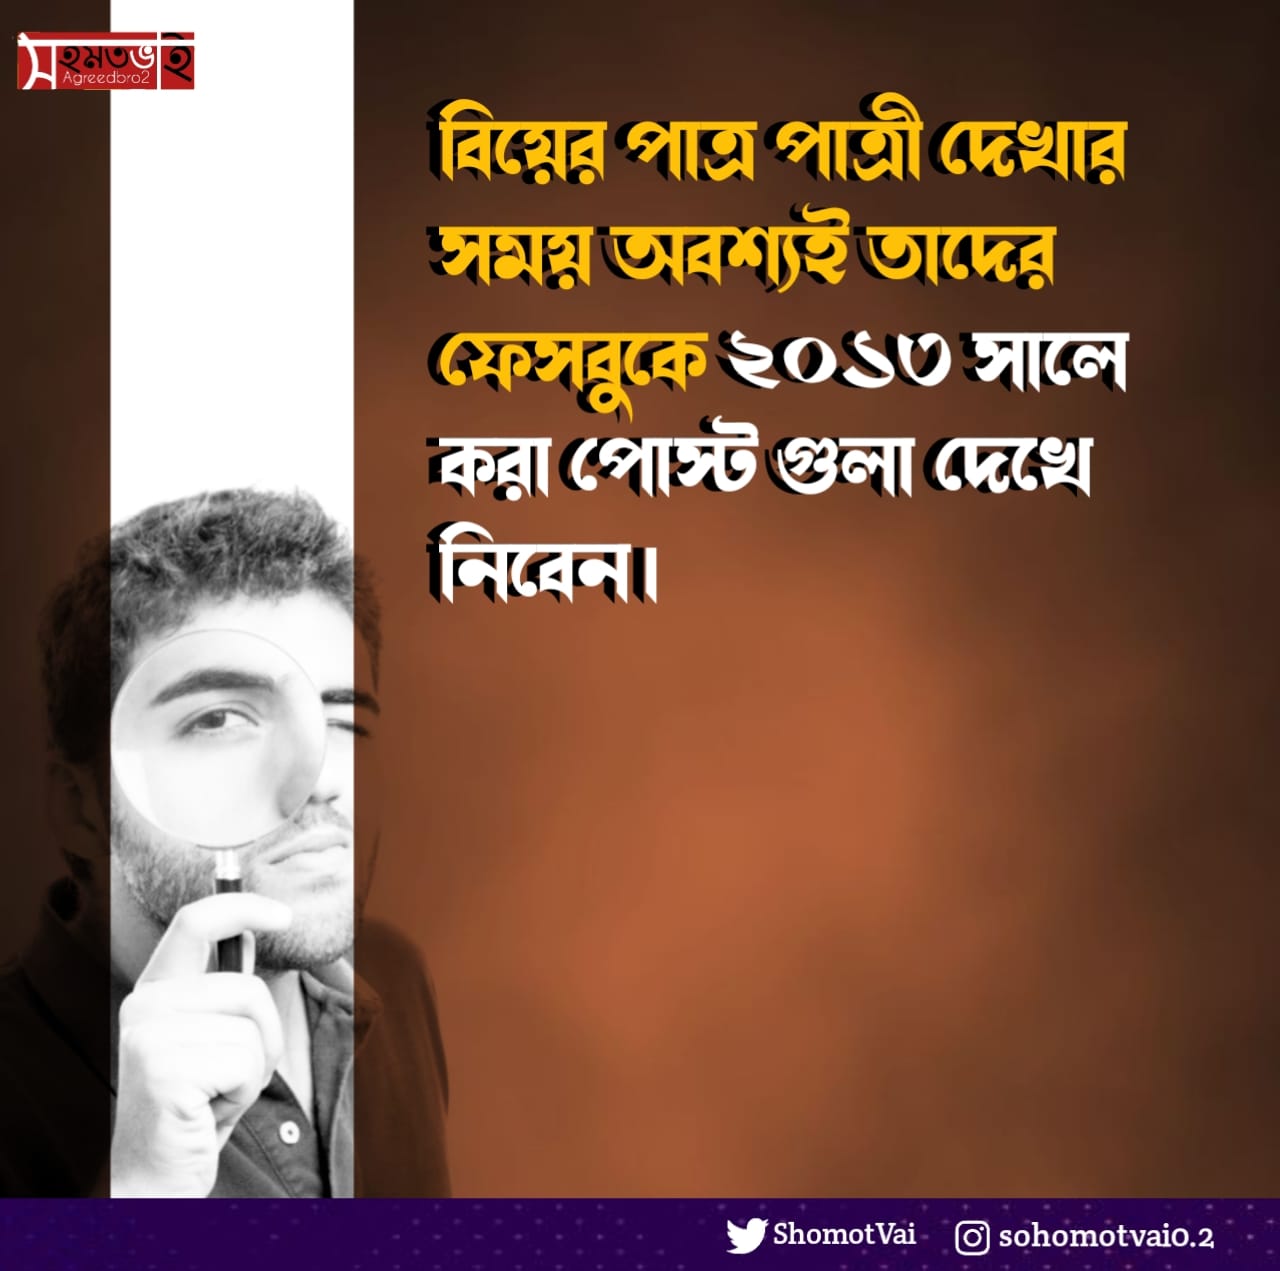 সহমতভাই
Agreedbro2
বিয়ের পাত্র পাত্রী দেখার
সময় অবশ্যই তাদের
ফেসবুকে ২০১৩ সালে
করা পোস্ট গুলা দেখে
নিবেন।
ShomotVai sohomotvai0.2